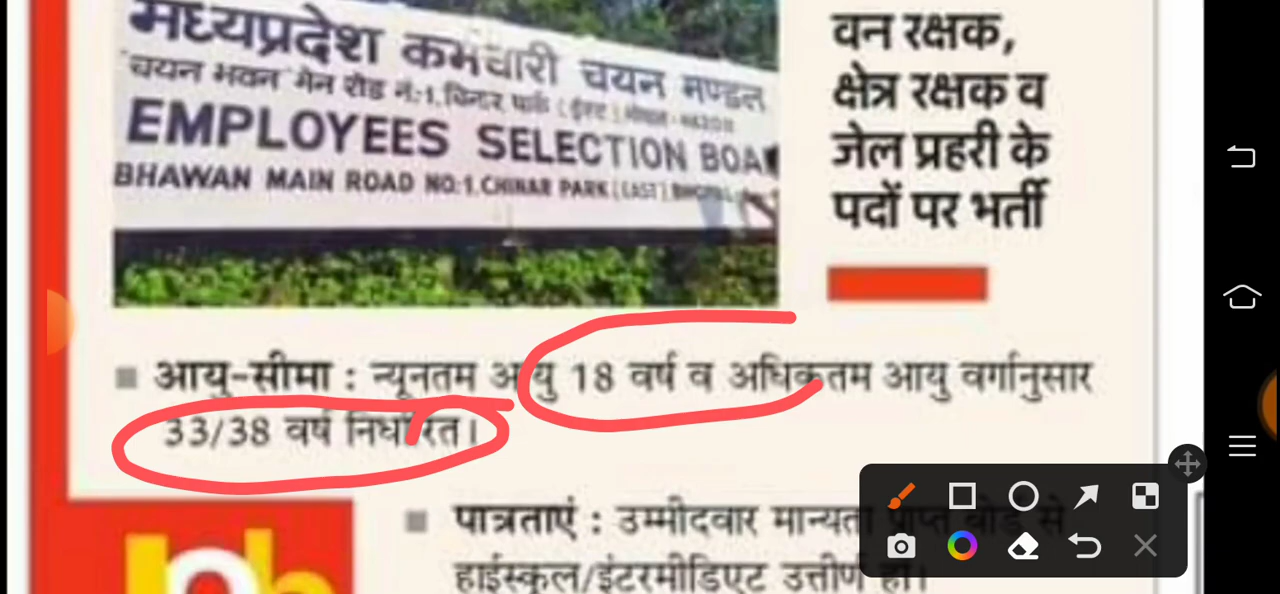 मध्यप्रदेश कर्मचारी चयन मण्डल
"चयन भवन" मेन रोड नं.:1, चिनार पार्क (ईस्ट) भोपाल
EMPLOYEES SELECTION BOA
BHAWAN MAIN ROAD NO:1, CHINAR PARK (EAST) BHOPAL
वन रक्षक,
क्षेत्र रक्षक व
जेल प्रहरी के
पदों पर भर्ती
आयु-सीमा : न्यूनतम आयु 18 वर्ष व अधिकतम आयु वर्गानुसार
33/38 वर्ष निर्धारित।
पात्रताएं : उम्मीदवार मान्यता प्राप्त बोर्ड से
हाईस्कूल/इंटरमीडिएट उत्तीर्ण हो।